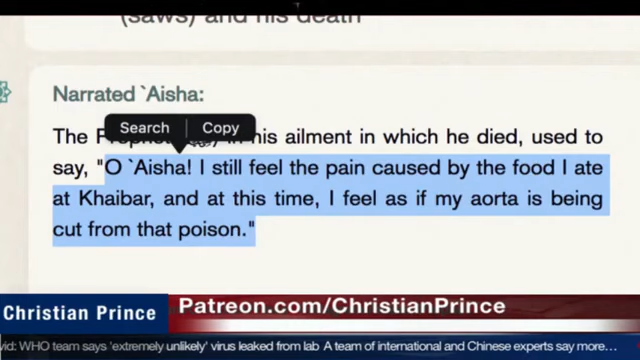 (saws) and his death
Narrated `Aisha:
Search Copy
The in his ailment in which he died, used to
say, "O `Aisha! I still feel the pain caused by the food I ate
at Khaibar, and at this time, I feel as if my aorta is being
cut from that poison."
Christian Prince
Patreon.com/ChristianPrince
vid: WHO team says 'extremely unlikely' virus leaked from lab A team of international and Chinese experts say more...